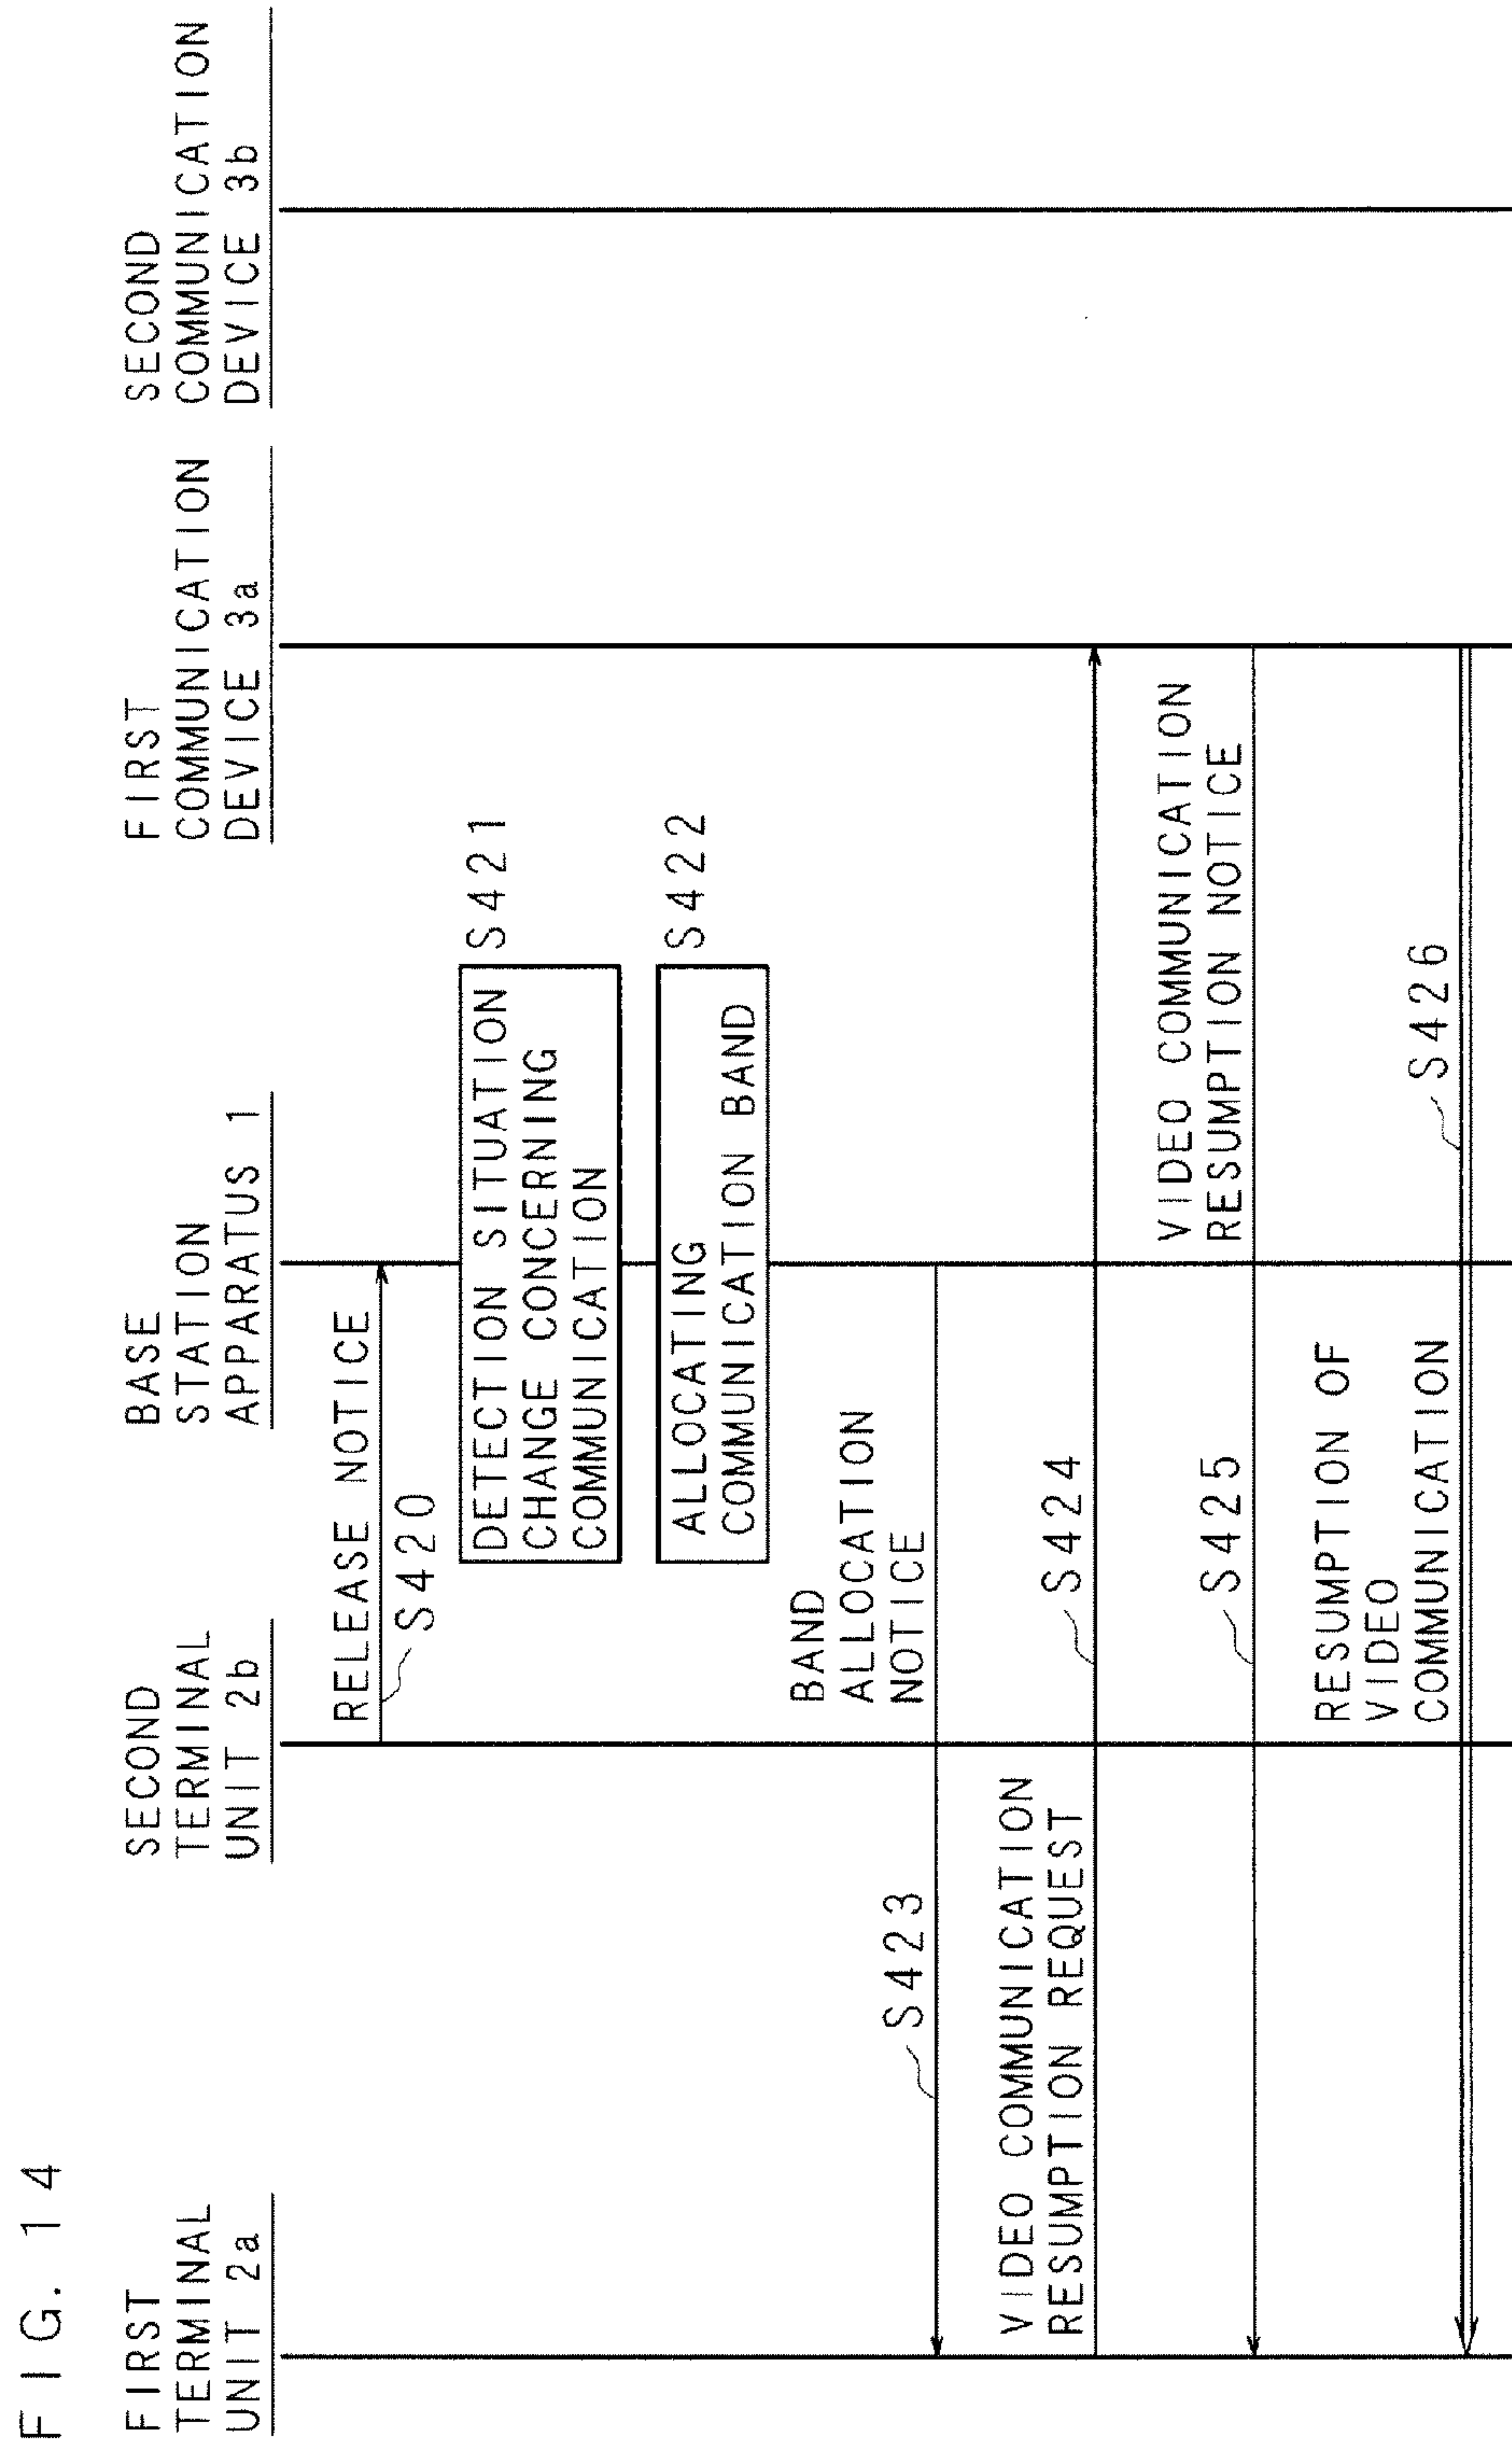 FIG. 14
FIRST
TERMINAL
UNIT 2a
SECOND
TERMINAL
UNIT 2b
BASE
STATION
APPARATUS 1
FIRST
COMMUNICATION
DEVICE 3a
SECOND
COMMUNICATION
DEVICE 3b
RELEASE NOTICE
S420
DETECTION SITUATION
CHANGE CONCERNING
COMMUNICATION
S421
ALLOCATING
COMMUNICATION BAND
S422
BAND
ALLOCATION
NOTICE
S423
VIDEO COMMUNICATION
RESUMPTION REQUEST
S424
VIDEO COMMUNICATION
RESUMPTION NOTICE
S425
RESUMPTION OF
VIDEO
COMMUNICATION
S426